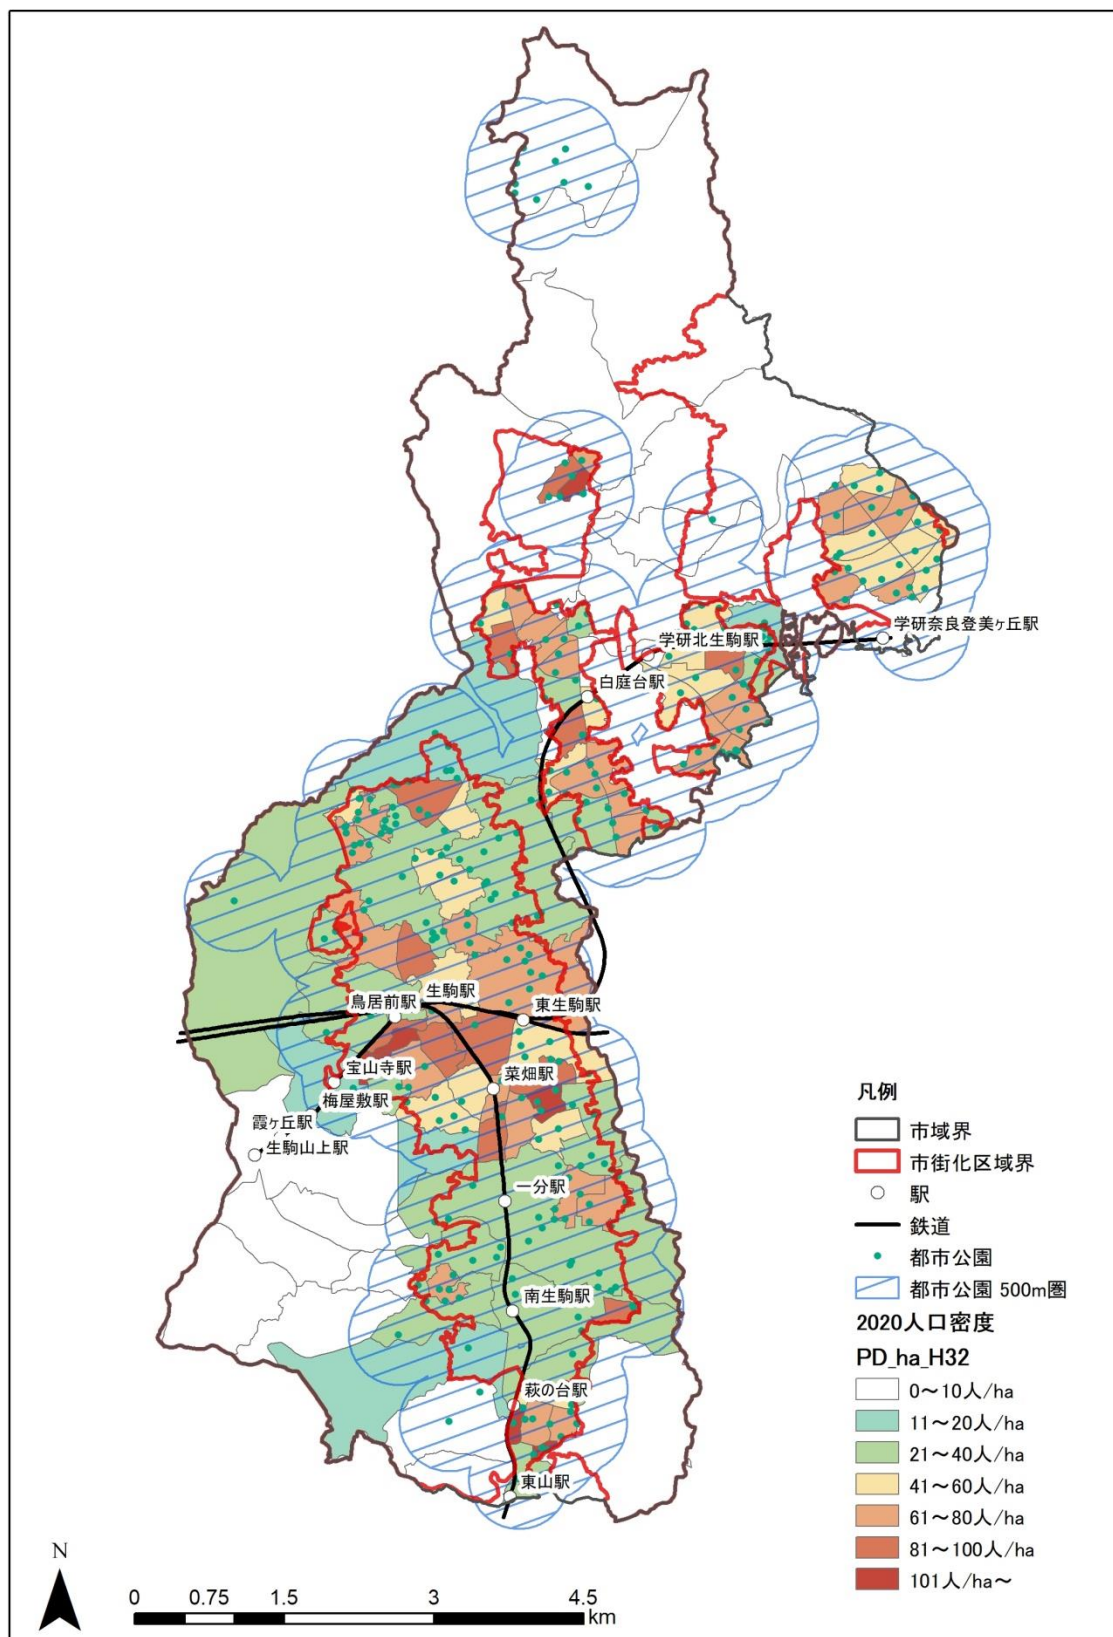 学研奈良登美ヶ丘駅
学研北生駒駅
白庭台駅
生駒駅
鳥居前駅
東生駒駅
宝山寺駅
菜畑駅
梅屋敷駅
霞ヶ丘駅
生駒山上駅
一分駅
南生駒駅
萩の台駅
東山駅
凡例
市域界
市街化区域界
駅
鉄道
都市公園
都市公園 500m圏
2020人口密度
PD_ha_H32
0～10人/ha
11～20人/ha
21～40人/ha
41～60人/ha
61～80人/ha
81～100人/ha
101人/ha～
N
0 0.75 1.5 3 4.5
km